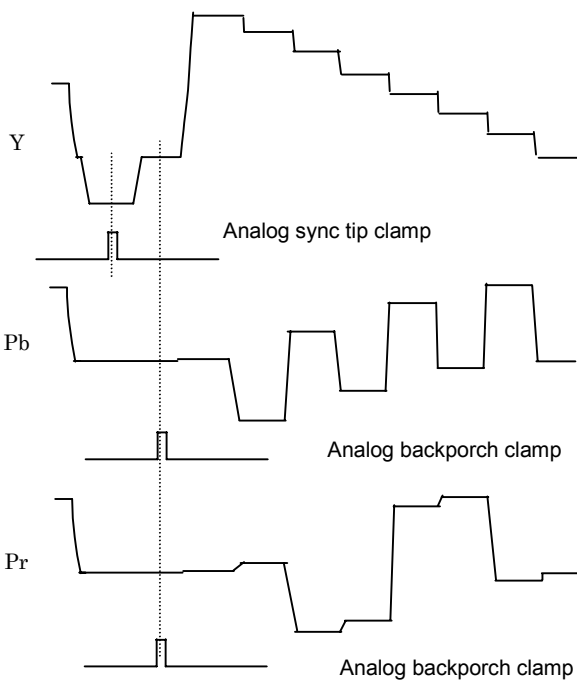 Y
Analog sync tip clamp
Pb
Analog backporch clamp
Pr
Analog backporch clamp